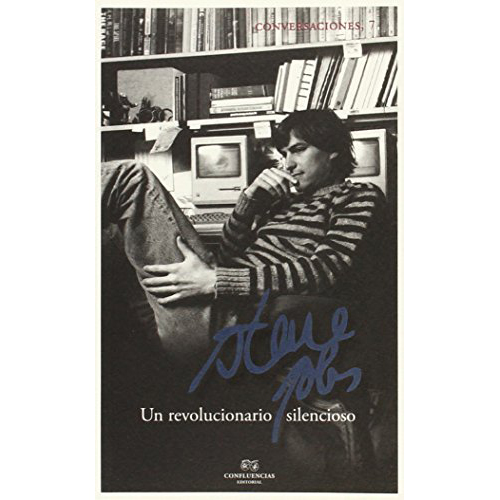 CONVERSACIONES, 7
steve
jobs
Un revolucionario silencioso
CONFLUENCIAS
EDITORIAL